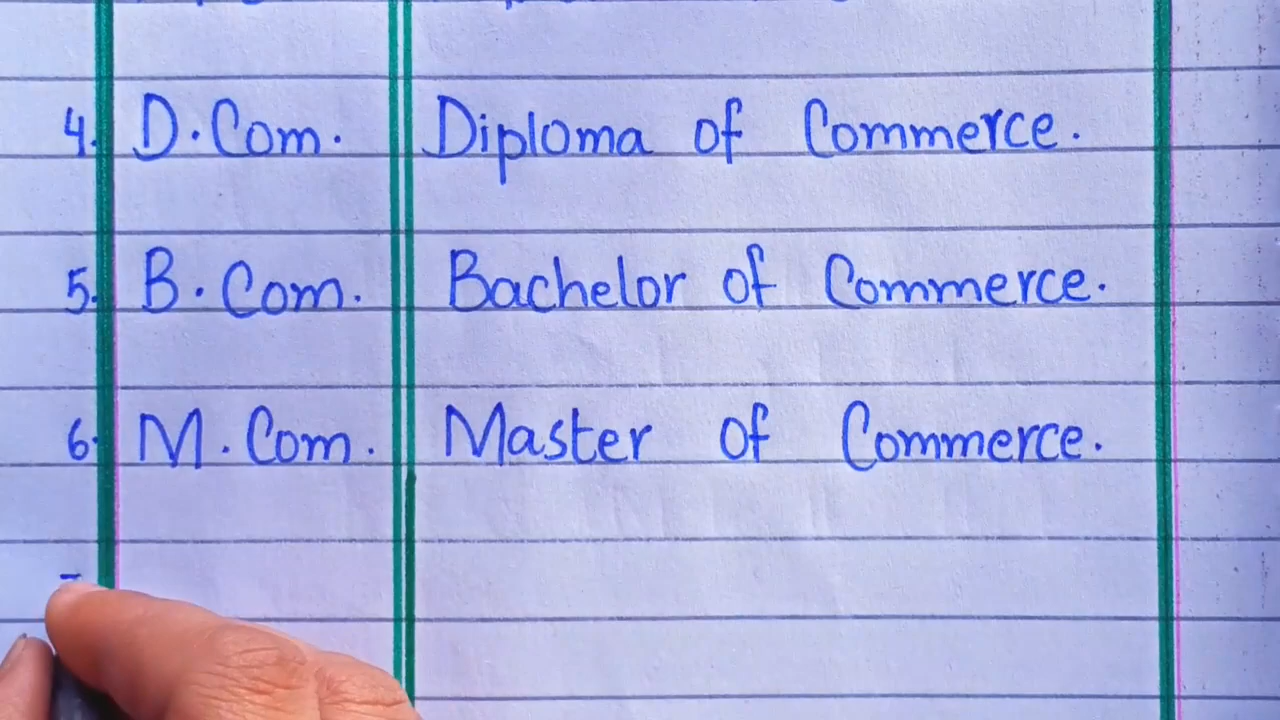 4. D.Com. Diploma of Commerce.
5. B.Com. Bachelor of Commerce.
6. M.Com. Master of Commerce.